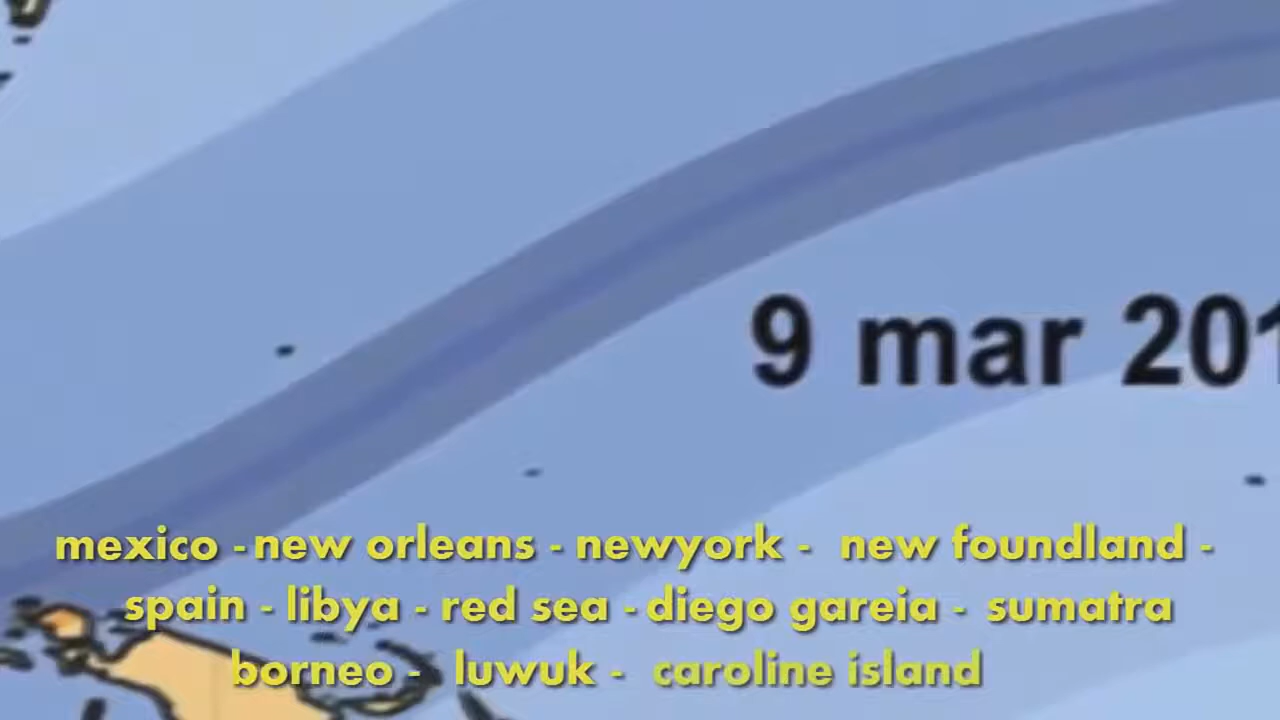 9 mar 201
mexico - new orleans - newyork - new foundland -
spain - libya - red sea - diego gareia - sumatra
borneo - luwuk - caroline island